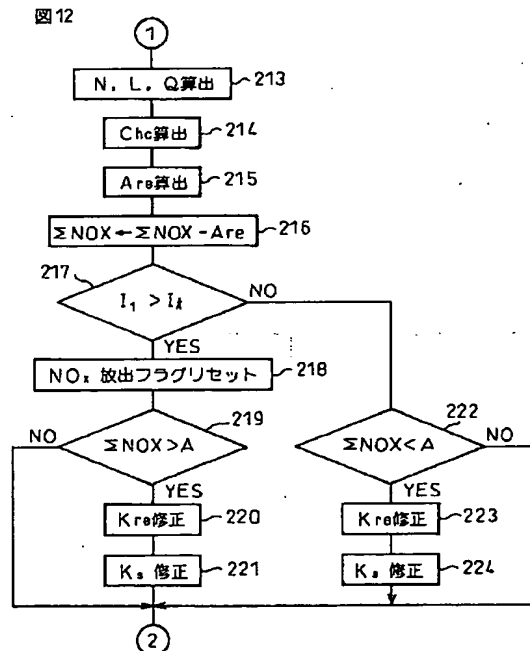 図12
1
N, L, Q算出 213
Chc算出 214
Are算出 215
ΣNOX←ΣNOX-Are 216
217
I₁ > Iₖ
NO
YES
NOₓ 放出フラグリセット 218
219
222
NO
ΣNOX>A
ΣNOX<A
NO
YES
YES
Kre修正 220
Kre修正 223
Kₛ 修正 221
Kₛ 修正 224
2